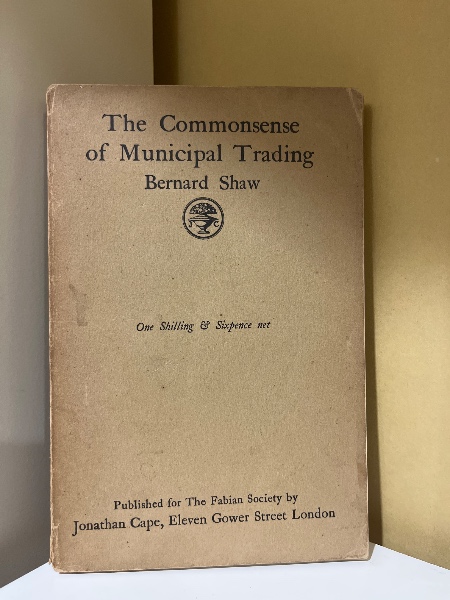 The Commonsense
of Municipal Trading
Bernard Shaw
J C
One Shilling & Sixpence net
Published for The Fabian Society by
Jonathan Cape, Eleven Gower Street London